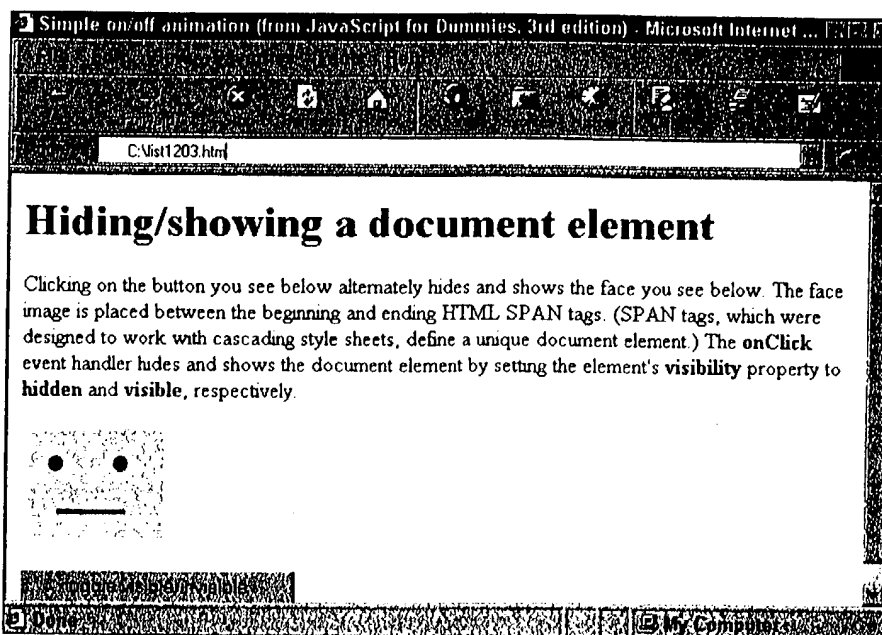 Simple on/off animation (from JavaScript for Dummies, 3rd edition) - Microsoft Internet ...
C:\list1203.htm
Hiding/showing a document element
Clicking on the button you see below alternately hides and shows the face you see below. The face
image is placed between the beginning and ending HTML SPAN tags. (SPAN tags, which were
designed to work with cascading style sheets, define a unique document element.) The onClick
event handler hides and shows the document element by setting the element's visibility property to
hidden and visible, respectively.
Done
My Computer